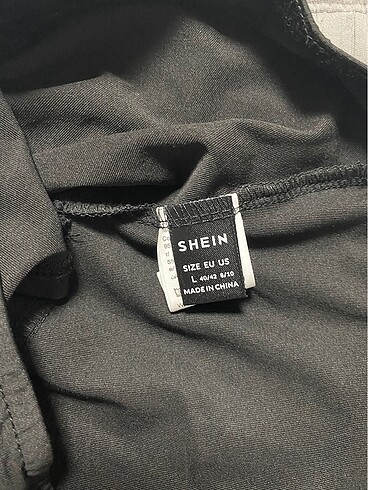 SHEIN
SIZE EU US
L 40/42 8/10
MADE IN CHINA